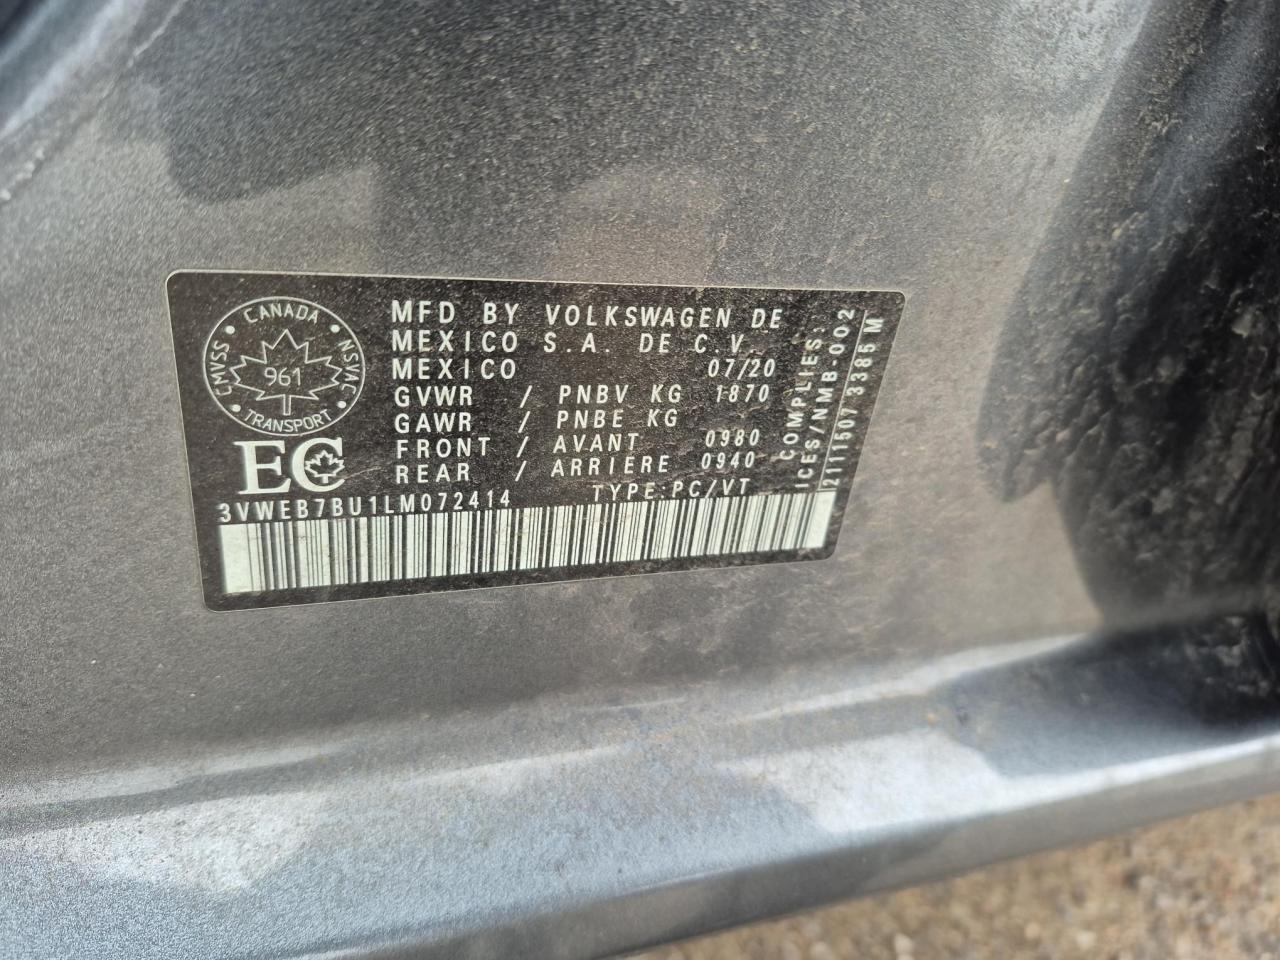 CANADA
CMVSS • NSVAC
961
TRANSPORT
EC
MFD BY VOLKSWAGEN DE
MEXICO S.A. DE C.V.
MEXICO 07/20
GVWR / PNBV KG 1870
GAWR / PNBE KG
FRONT / AVANT 0980
REAR / ARRIÈRE 0940
3VWEB7BU1LM072414 TYPE:PC/VT
COMPLIES:
ICES/NMB-002
2111507 3385 M